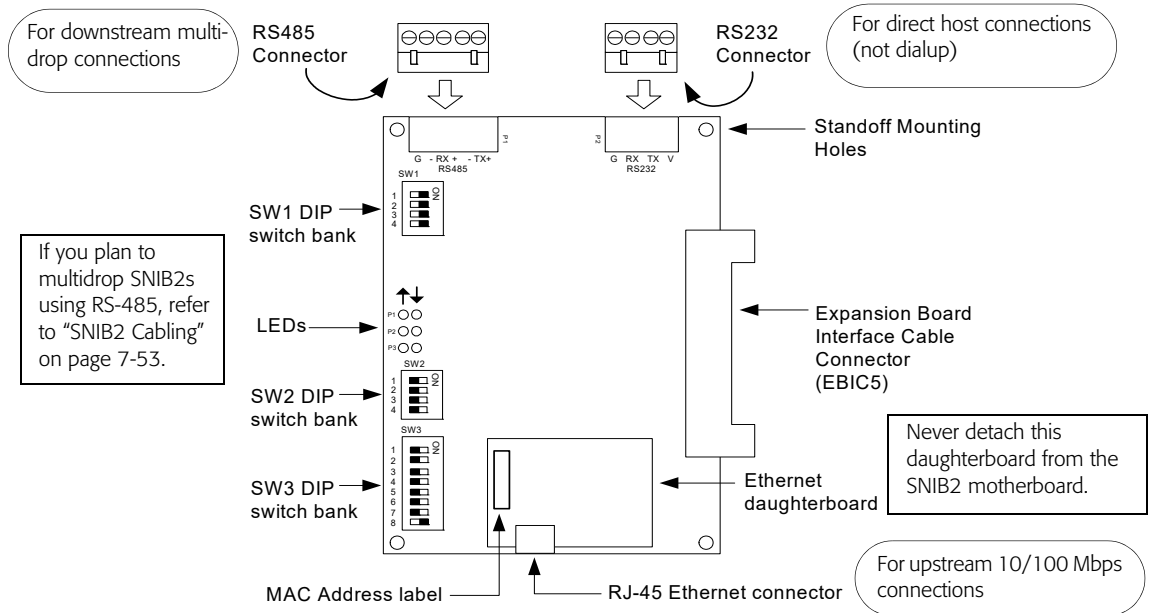 For downstream multi-
drop connections
RS485
Connector
RS232
Connector
For direct host connections
(not dialup)
Standoff Mounting
Holes
P1
P2
G - RX + - TX+
RS485
G RX TX V
RS232
SW1
ON
1
2
3
4
SW1 DIP
switch bank
If you plan to
multidrop SNIB2s
using RS-485, refer
to “SNIB2 Cabling”
on page 7-53.
LEDs
P1
P2
P3
Expansion Board
Interface Cable
Connector
(EBIC5)
SW2
ON
1
2
3
4
SW2 DIP
switch bank
SW3
ON
1
2
3
4
5
6
7
8
SW3 DIP
switch bank
Ethernet
daughterboard
Never detach this
daughterboard from the
SNIB2 motherboard.
MAC Address label
RJ-45 Ethernet connector
For upstream 10/100 Mbps
connections